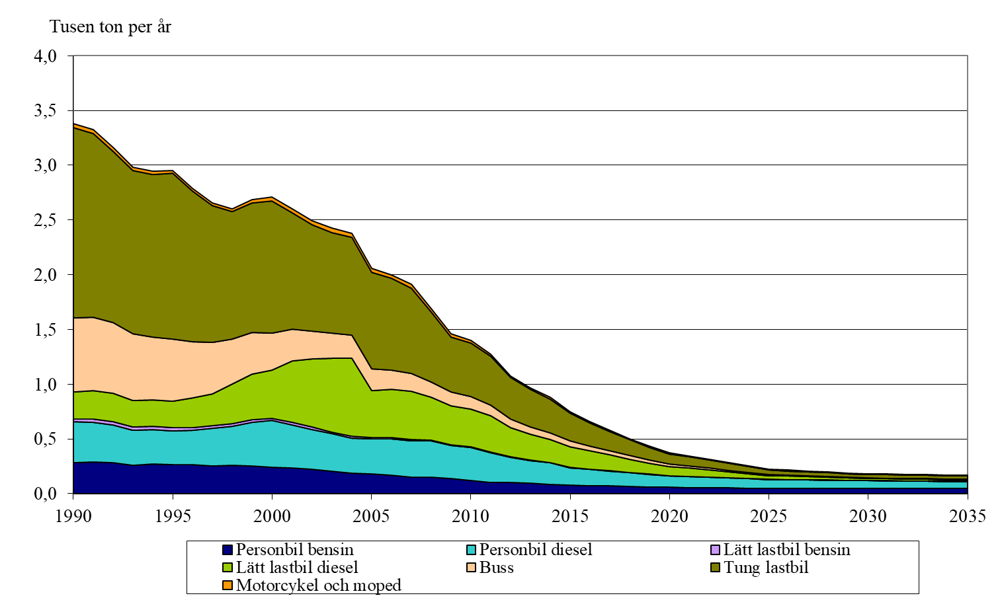 Tusen ton per år
4,0
3,5
3,0
2,5
2,0
1,5
1,0
0,5
0,0
1990 1995 2000 2005 2010 2015 2020 2025 2030 2035
Personbil bensin Personbil diesel Lätt lastbil bensin
Lätt lastbil diesel Buss Tung lastbil
Motorcykel och moped